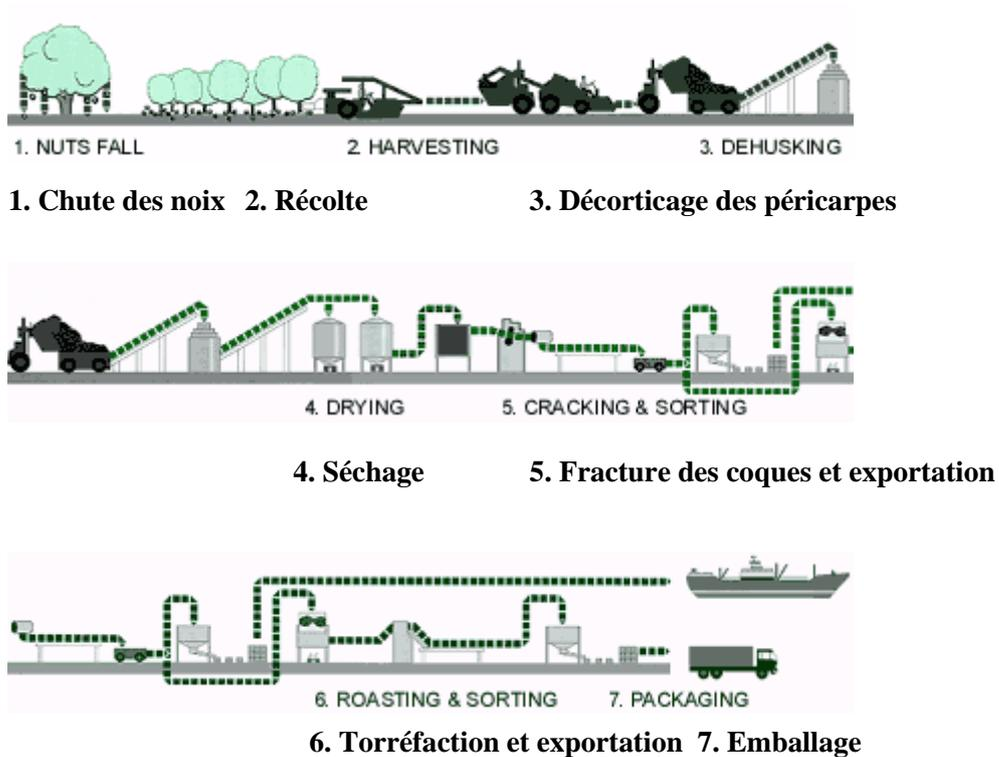 1. NUTS FALL 2. HARVESTING 3. DEHUSKING
1. Chute des noix 2. Récolte 3. Décorticage des péricarpes
4. DRYING 5. CRACKING & SORTING
4. Séchage 5. Fracture des coques et exportation
6. ROASTING & SORTING 7. PACKAGING
6. Torréfaction et exportation 7. Emballage